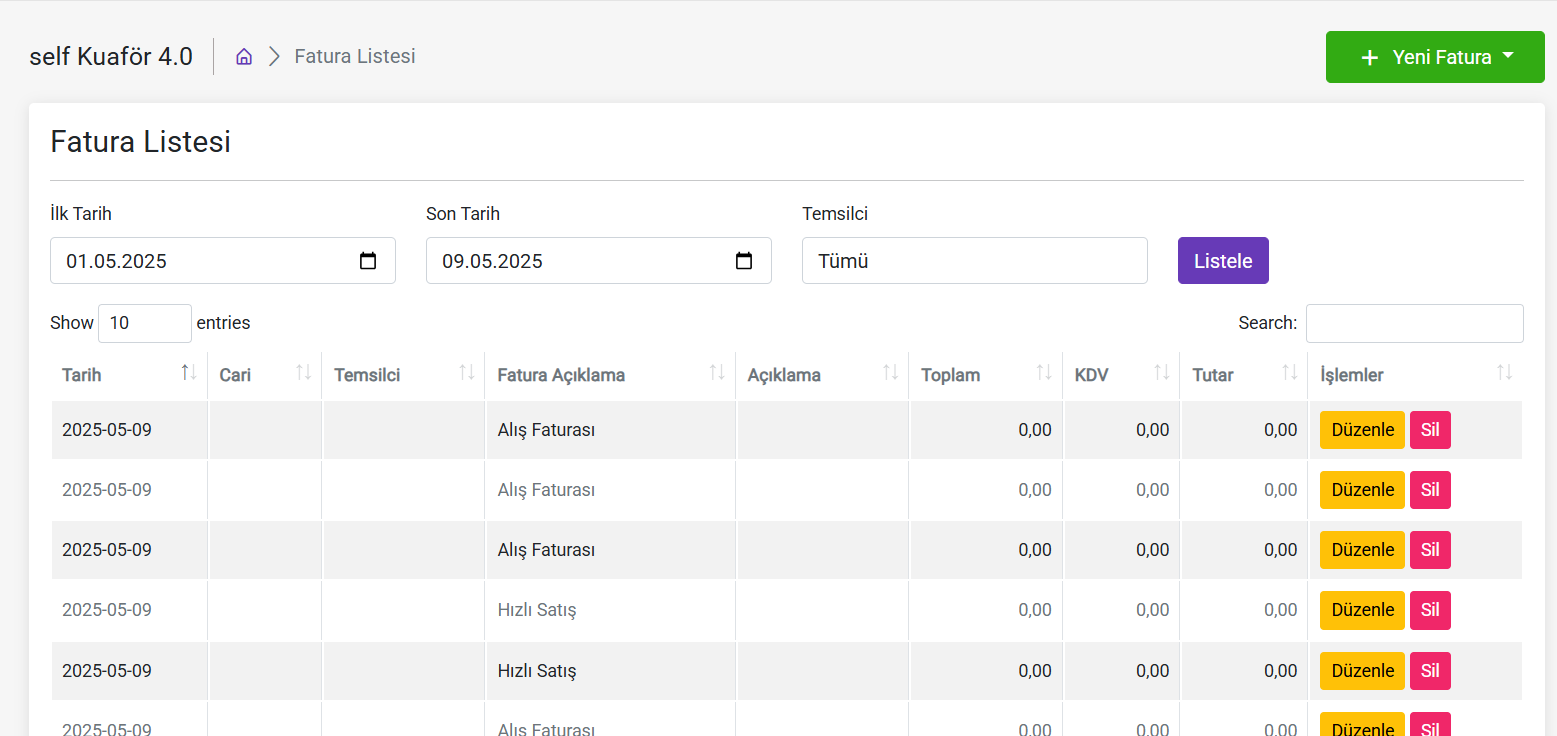 self Kuaför 4.0 Fatura Listesi + Yeni Fatura
Fatura Listesi
İlk Tarih Son Tarih Temsilci
01.05.2025 09.05.2025 Tümü Listele
Show 10 entries Search:
Tarih Cari Temsilci Fatura Açıklama Açıklama Toplam KDV Tutar İşlemler
2025-05-09 Alış Faturası 0,00 0,00 0,00 Düzenle Sil
2025-05-09 Alış Faturası 0,00 0,00 0,00 Düzenle Sil
2025-05-09 Alış Faturası 0,00 0,00 0,00 Düzenle Sil
2025-05-09 Hızlı Satış 0,00 0,00 0,00 Düzenle Sil
2025-05-09 Hızlı Satış 0,00 0,00 0,00 Düzenle Sil
2025-05-09 Alış Faturası 0,00 0,00 0,00 Düzenle Sil